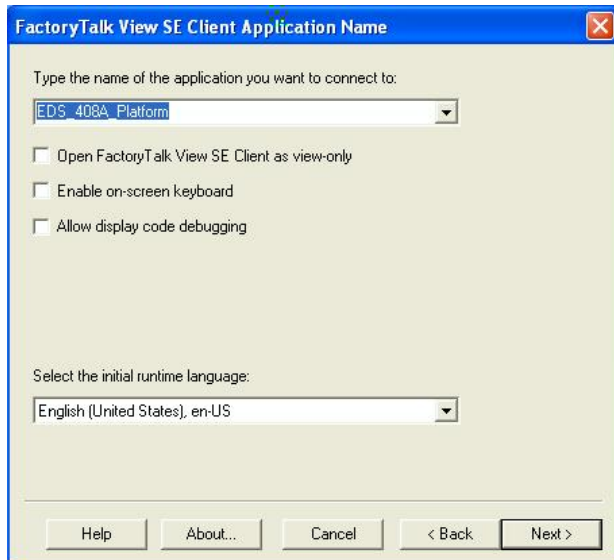 FactoryTalk View SE Client Application Name
Type the name of the application you want to connect to:
EDS_408A_Platform
Open FactoryTalk View SE Client as view-only
Enable on-screen keyboard
Allow display code debugging
Select the initial runtime language:
English (United States), en-US
Help About... Cancel < Back Next >